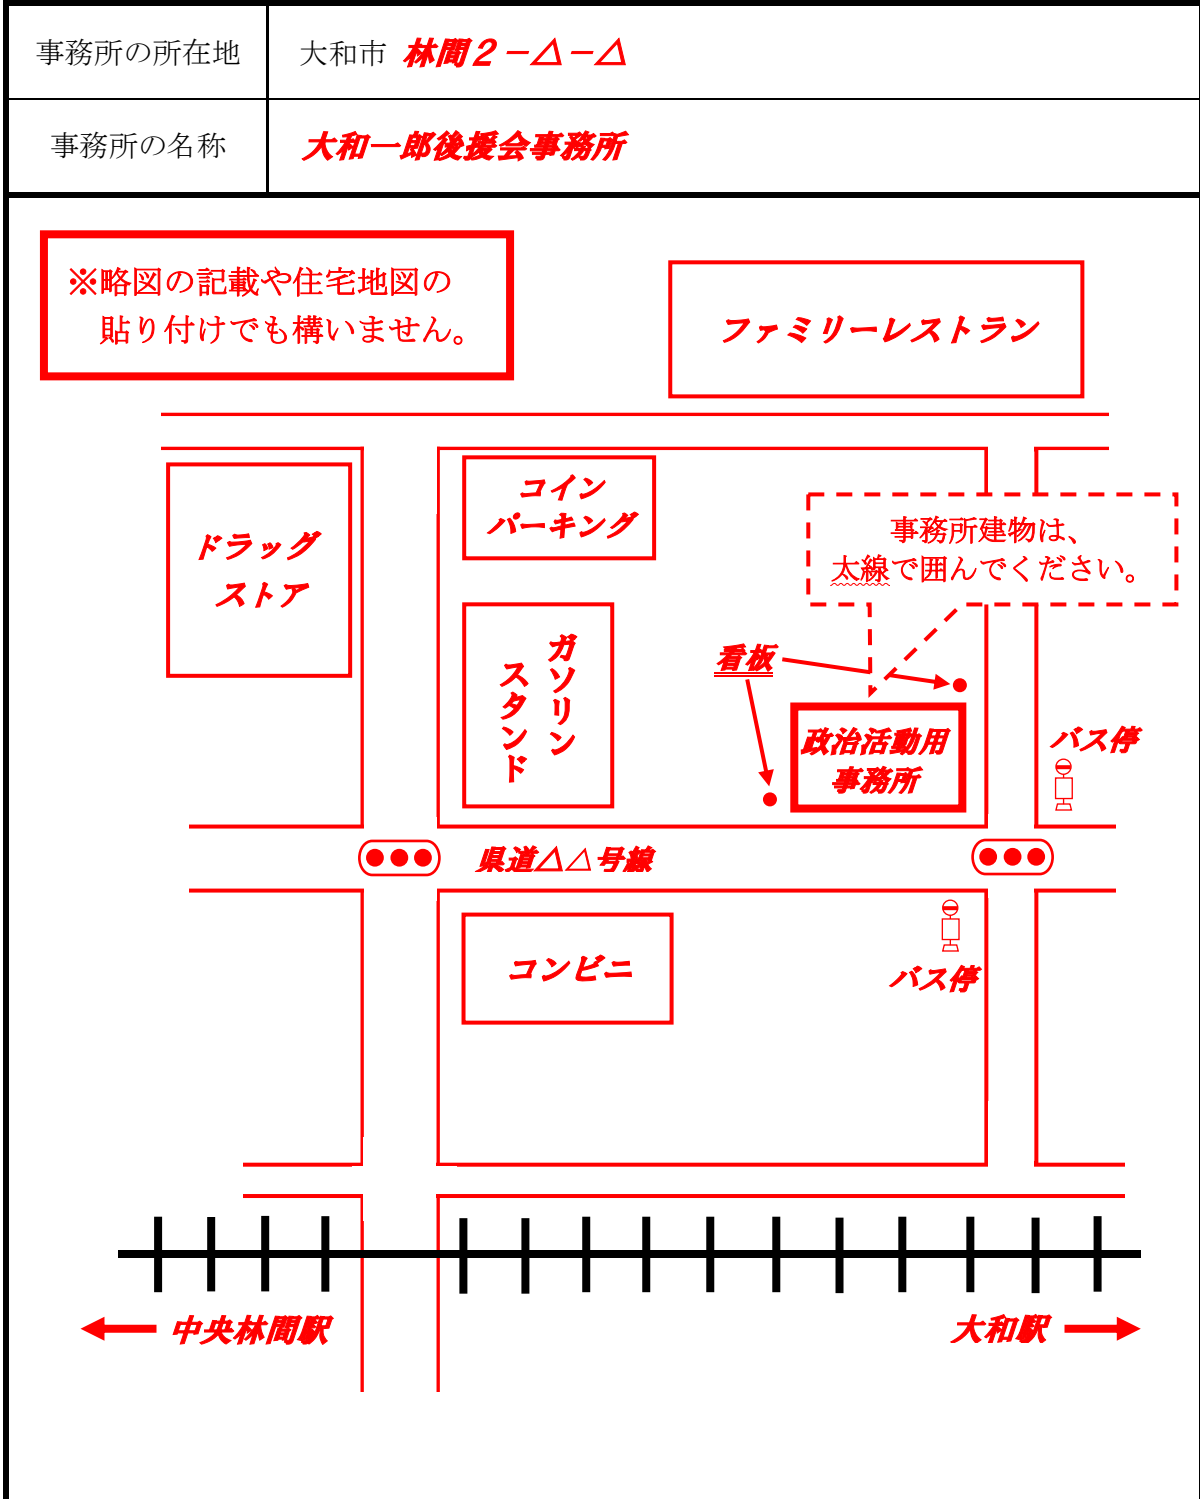 事務所の所在地
大和市 林間２－△－△
事務所の名称
大和一郎後援会事務所
※略図の記載や住宅地図の
貼り付けでも構いません。
ファミリーレストラン
コイン
パーキング
ドラッグ
ストア
事務所建物は、
太線で囲んでください。
ガソリン
スタンド
看板
政治活動用
事務所
バス停
県道△△号線
コンビニ
バス停
中央林間駅
大和駅